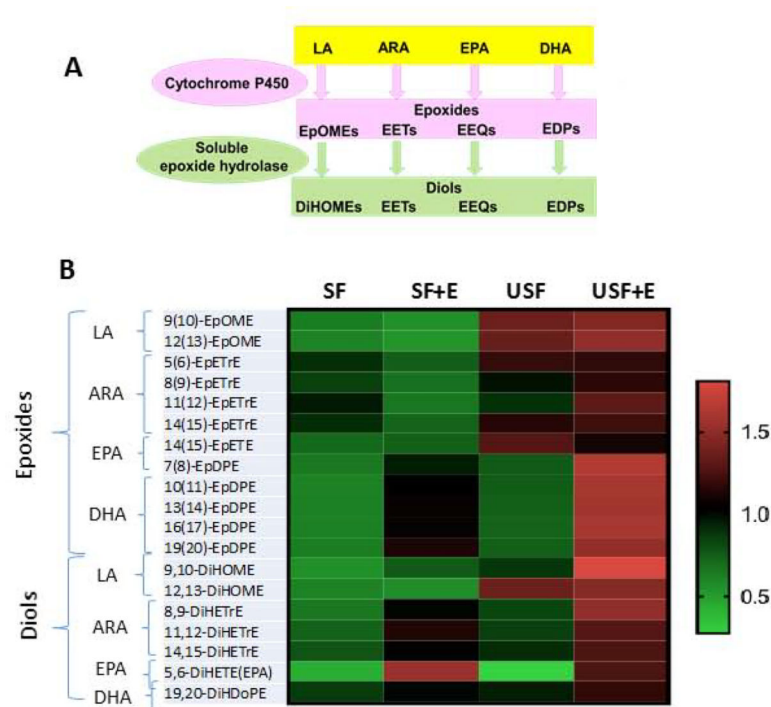 A
LA ARA EPA DHA
Cytochrome P450
Epoxides
EpOMEs EETs EEQs EDPs
Soluble
epoxide hydrolase
Diols
DiHOMEs EETs EEQs EDPs
B
SF SF+E USF USF+E
Epoxides
LA
9(10)-EpOME
12(13)-EpOME
ARA
5(6)-EpETrE
8(9)-EpETrE
11(12)-EpETrE
14(15)-EpETrE
EPA
14(15)-EpETE
7(8)-EpDPE
DHA
10(11)-EpDPE
13(14)-EpDPE
16(17)-EpDPE
19(20)-EpDPE
Diols
LA
9,10-DiHOME
12,13-DiHOME
ARA
8,9-DiHETrE
11,12-DiHETrE
14,15-DiHETrE
EPA
5,6-DiHETE(EPA)
DHA
19,20-DiHDoPE
1.5
1.0
0.5